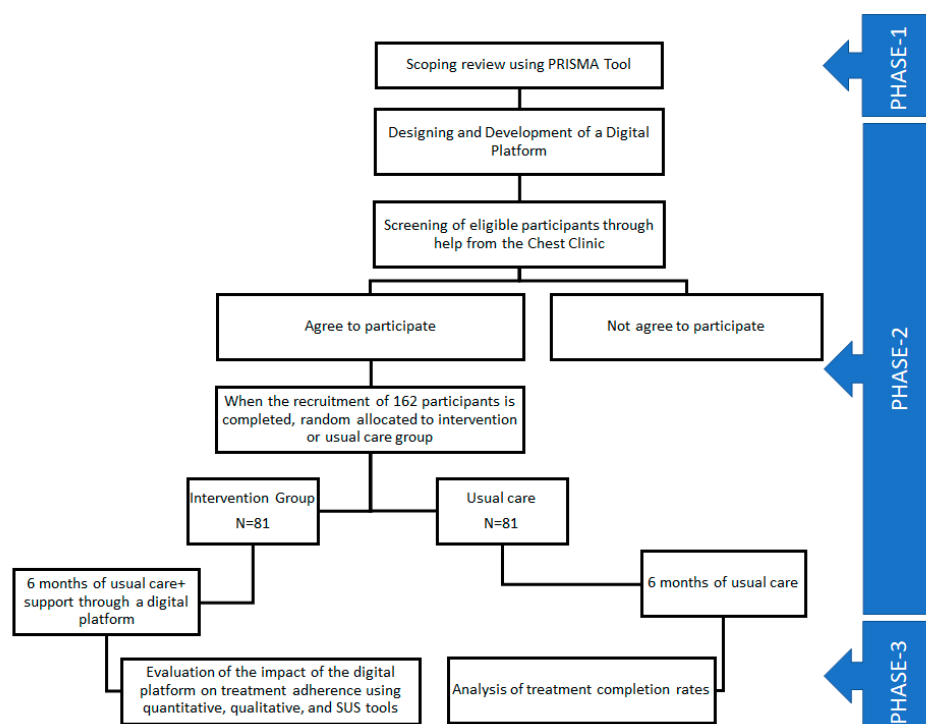 Scoping review using PRISMA Tool
PHASE-1
Designing and Development of a Digital
Platform
Screening of eligible participants through
help from the Chest Clinic
Agree to participate
Not agree to participate
PHASE-2
When the recruitment of 162 participants is
completed, random allocated to intervention
or usual care group
Intervention Group
N=81
Usual care
N=81
6 months of usual care+
support through a digital
platform
6 months of usual care
Evaluation of the impact of the digital
platform on treatment adherence using
quantitative, qualitative, and SUS tools
Analysis of treatment completion rates
PHASE-3